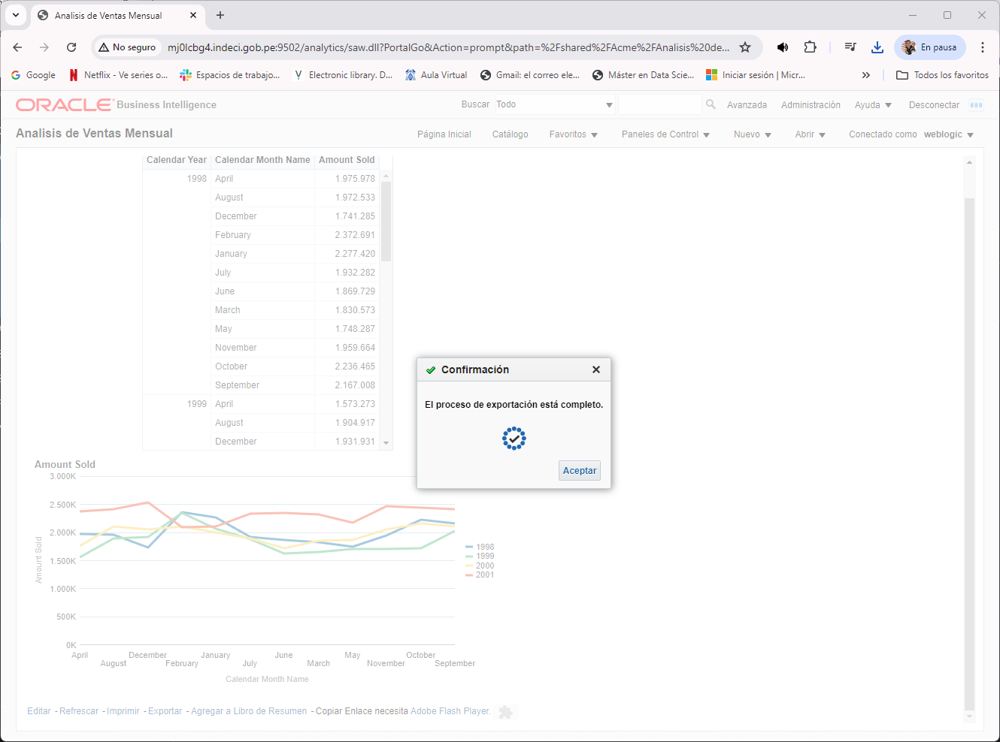 Analisis de Ventas Mensual
No seguro
mj0lcbg4.indeci.gob.pe:9502/analytics/saw.dll?PortalGo&Action=prompt&path=%2Fshared%2FAcme%2FAnalisis%20de...
En pausa
Google
Netflix - Ve series o...
Espacios de trabajo...
Electronic library. D...
Aula Virtual
Gmail: el correo ele...
Máster en Data Scie...
Iniciar sesión | Micr...
Todos los favoritos
ORACLE Business Intelligence
Buscar Todo
Avanzada Administración Ayuda Desconectar
Analisis de Ventas Mensual
Página Inicial Catálogo Favoritos Paneles de Control Nuevo Abrir Conectado como weblogic
Calendar Year Calendar Month Name Amount Sold
1998 April 1.975.978
August 1.972.533
December 1.741.285
February 2.372.691
January 2.277.420
July 1.932.282
June 1.869.729
March 1.830.573
May 1.748.287
November 1.959.664
October 2.236.465
September 2.167.008
1999 April 1.573.273
August 1.904.917
December 1.931.931
Confirmación
El proceso de exportación está completo.
Aceptar
Amount Sold
3.000K
2.500K
2.000K
1.500K
1.000K
500K
0K
Amount Sold
April
August
December
February
January
July
June
March
May
November
October
September
Calendar Month Name
1998
1999
2000
2001
Editar - Refrescar - Imprimir - Exportar - Agregar a Libro de Resumen - Copiar Enlace necesita Adobe Flash Player.